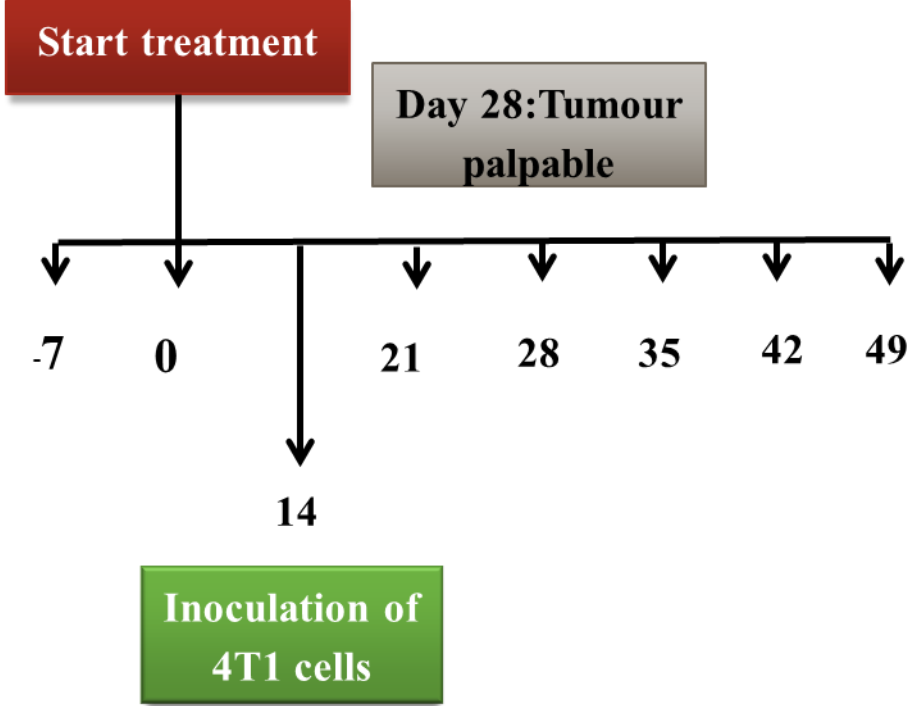 Start treatment
Day 28:Tumour
palpable
-7 0 21 28 35 42 49
14
Inoculation of
4T1 cells